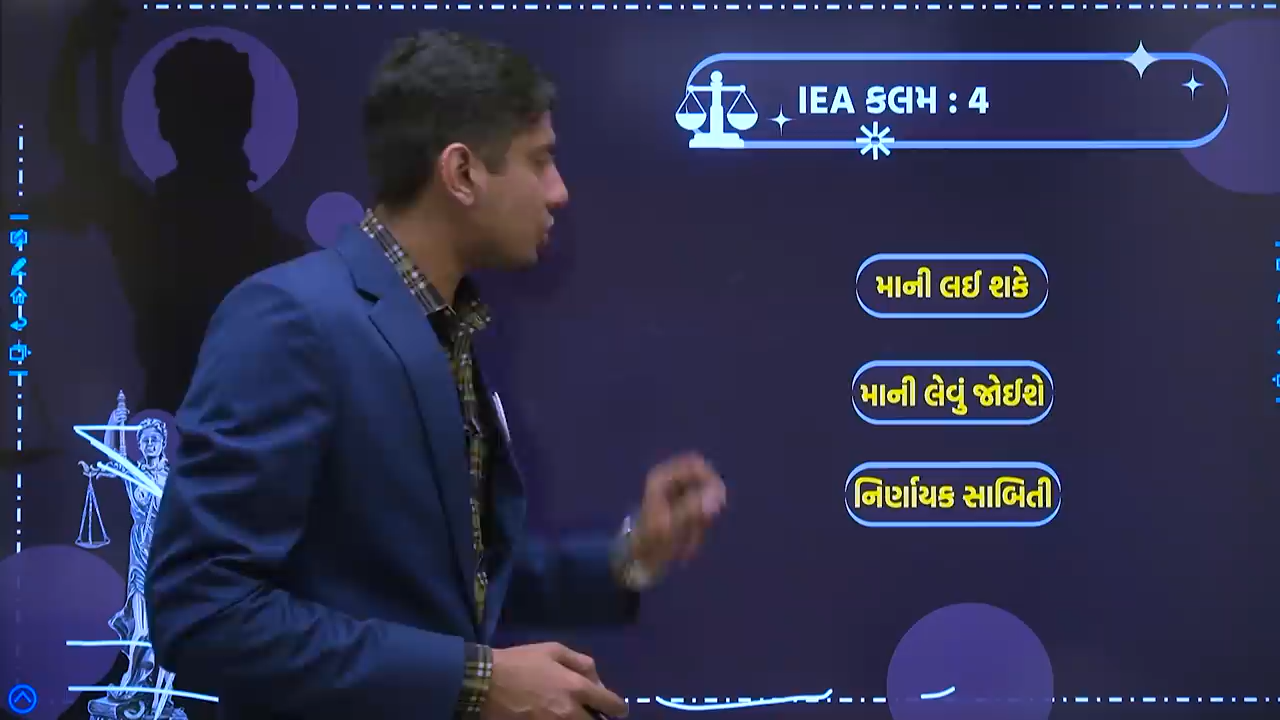 IEA કલમ : 4
માની લઈ શકે
માની લેવું જોઈશે
નિર્ણાયક સાબિતી